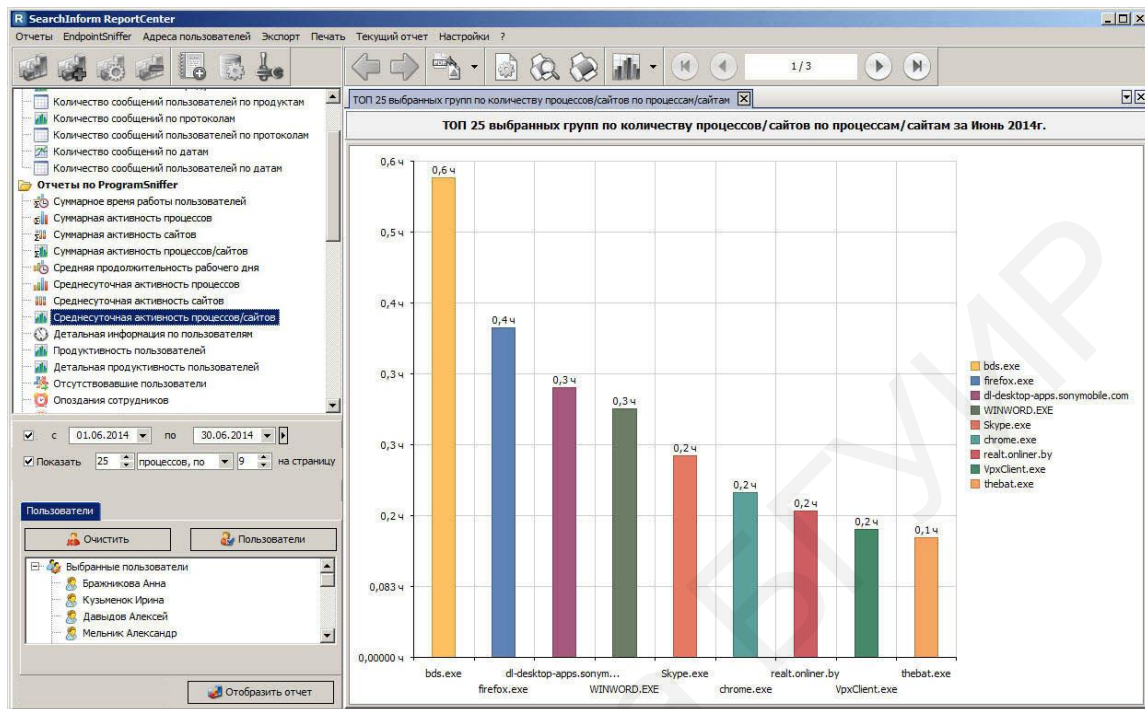 SearchInform ReportCenter
Отчеты EndpointSniffer Адреса пользователей Экспорт Печать Текущий отчет Настройки ?
1/3
Количество сообщений пользователей по продуктам
Количество сообщений по протоколам
Количество сообщений пользователей по протоколам
Количество сообщений по датам
Количество сообщений пользователей по датам
Отчеты по ProgramSniffer
Суммарное время работы пользователей
Суммарная активность процессов
Суммарная активность сайтов
Суммарная активность процессов/сайтов
Средняя продолжительность рабочего дня
Среднесуточная активность процессов
Среднесуточная активность сайтов
Среднесуточная активность процессов/сайтов
Детальная информация по пользователям
Продуктивность пользователей
Детальная продуктивность пользователей
Отсутствовавшие пользователи
Опоздания сотрудников
с 01.06.2014 по 30.06.2014
Показать 25 процессов, по 9 на страницу
Пользователи
Очистить Пользователи
Выбранные пользователи
Бражникова Анна
Кузьменок Ирина
Давыдов Алексей
Мельник Александр
Отобразить отчет
ТОП 25 выбранных групп по количеству процессов/сайтов по процессам/сайтам
ТОП 25 выбранных групп по количеству процессов/сайтов по процессам/сайтам за Июнь 2014г.
0,6 ч
0,5 ч
0,4 ч
0,3 ч
0,3 ч
0,2 ч
0,083 ч
0,00000 ч
0,6 ч
0,4 ч
0,3 ч
0,3 ч
0,2 ч
0,2 ч
0,2 ч
0,2 ч
0,1 ч
bds.exe dl-desktop-apps.sonym... Skype.exe realt.onliner.by thebat.exe
firefox.exe WINWORD.EXE chrome.exe VpxClient.exe
bds.exe
firefox.exe
dl-desktop-apps.sonymobile.com
WINWORD.EXE
Skype.exe
chrome.exe
realt.onliner.by
VpxClient.exe
thebat.exe
БГУИР